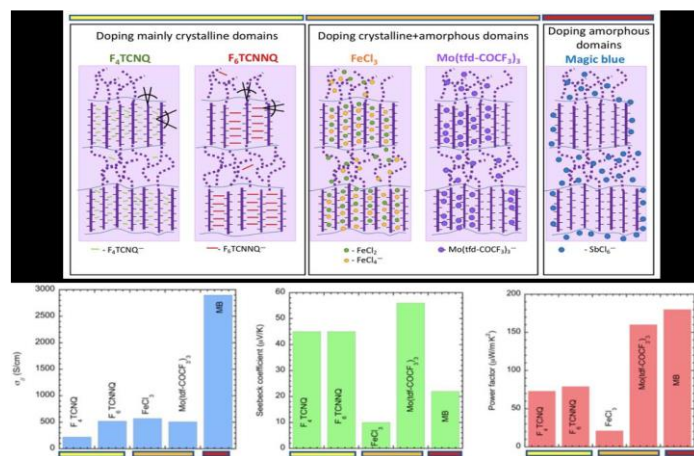 Doping mainly crystalline domains
Doping crystalline+amorphous domains
Doping amorphous
domains
F₄TCNQ
F₆TCNNQ
FeCl₃
Mo(tfd-COCF₃)₃
Magic blue
- F₄TCNQ⁻
- F₆TCNNQ⁻
- FeCl₂
- FeCl₄⁻
Mo(tfd-COCF₃)₃⁻
- SbCl₆⁻
σ// (S/cm)
3000
2500
2000
1500
1000
500
0
F₄TCNQ
F₆TCNNQ
FeCl₃
Mo(tdf-COCF₃)₃
MB
Seebeck coefficient (μV/K)
60
50
40
30
20
10
0
F₄TCNQ
F₆TCNNQ
FeCl₃
Mo(tdf-COCF₃)₃
MB
Power factor (μW/m·K²)
200
150
100
50
0
F₄TCNQ
F₆TCNNQ
FeCl₃
Mo(tdf-COCF₃)₃
MB